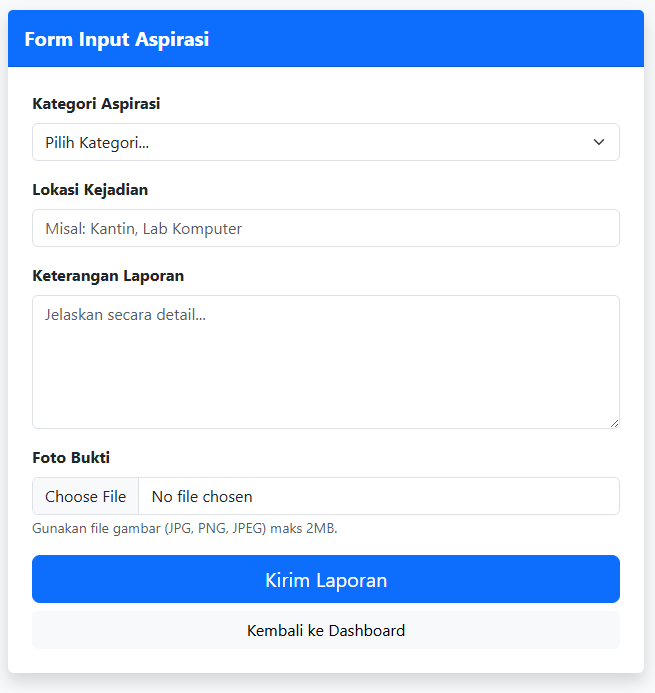 Form Input Aspirasi
Kategori Aspirasi
Pilih Kategori...
Lokasi Kejadian
Misal: Kantin, Lab Komputer
Keterangan Laporan
Jelaskan secara detail...
Foto Bukti
Choose File No file chosen
Gunakan file gambar (JPG, PNG, JPEG) maks 2MB.
Kirim Laporan
Kembali ke Dashboard